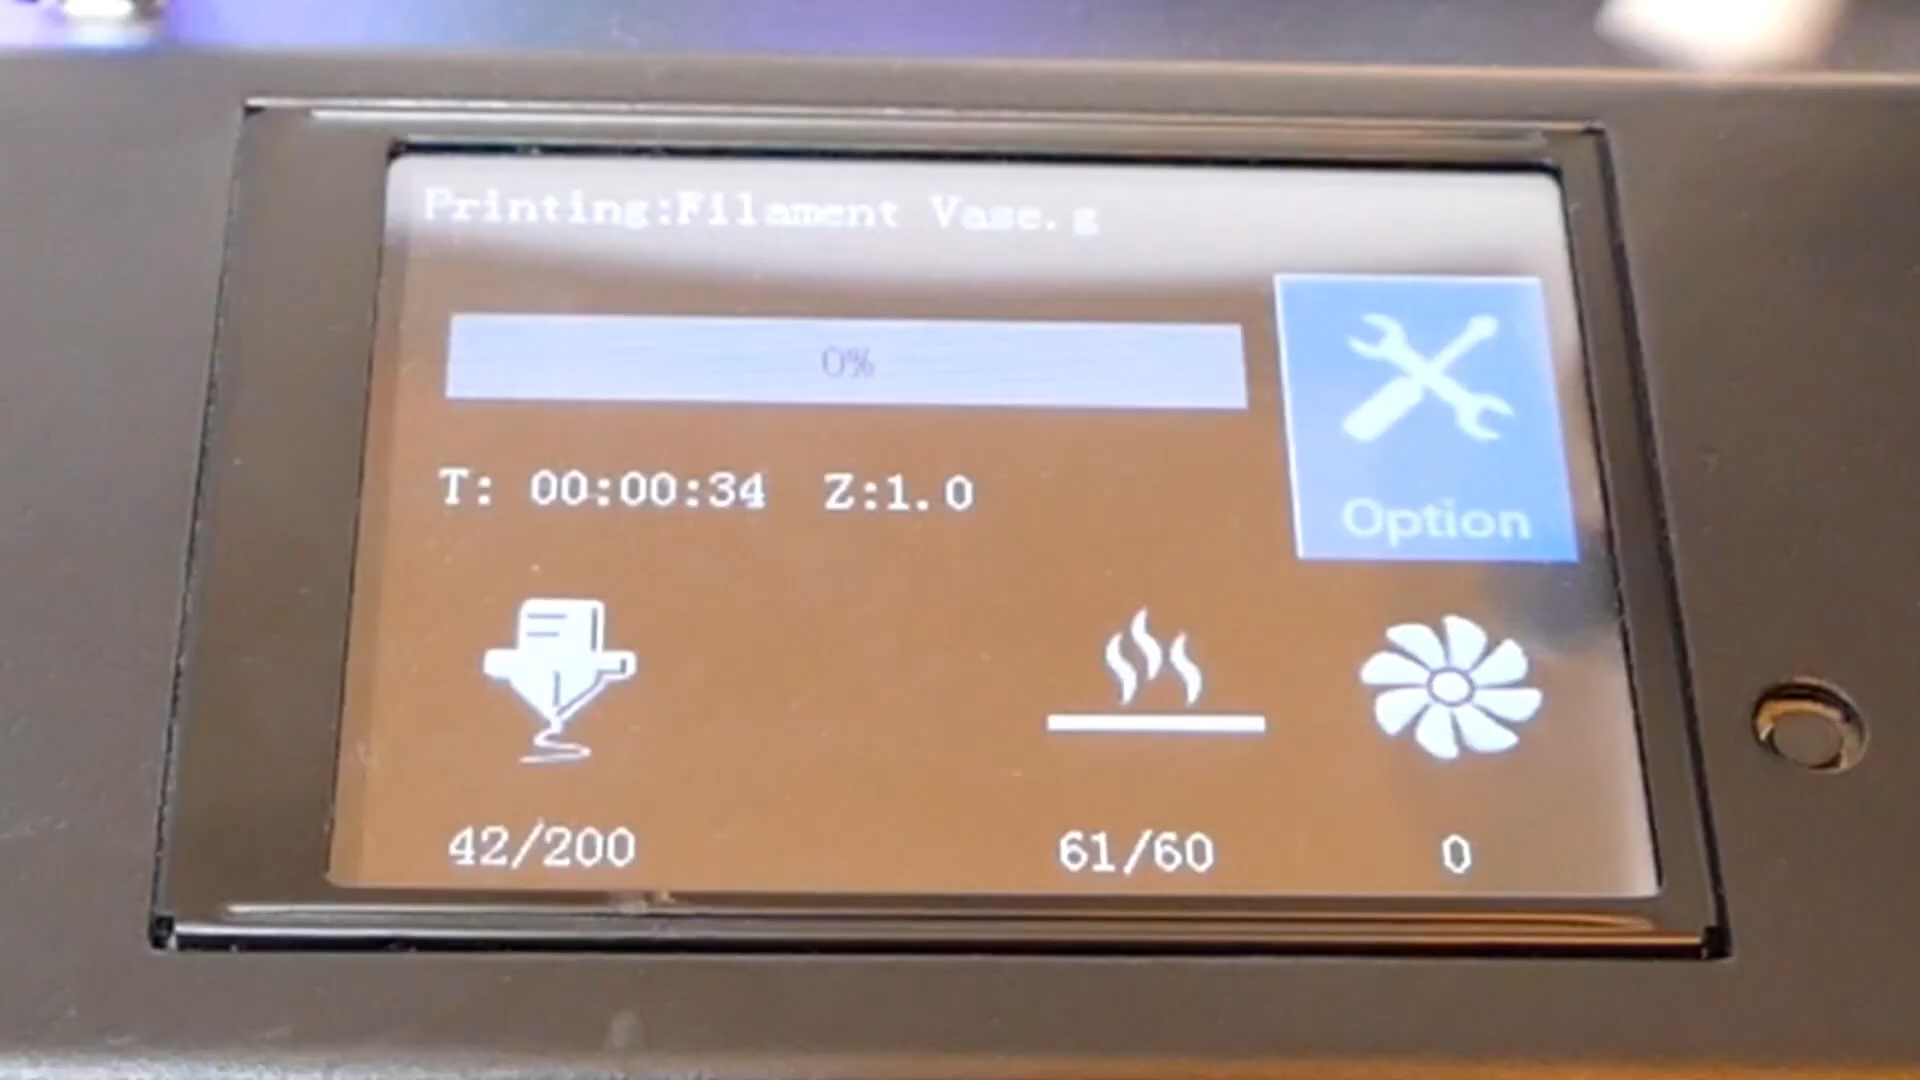 Printing:Filament Vase.g
0%
T: 00:00:34 Z:1.0
Option
42/200
61/60
0